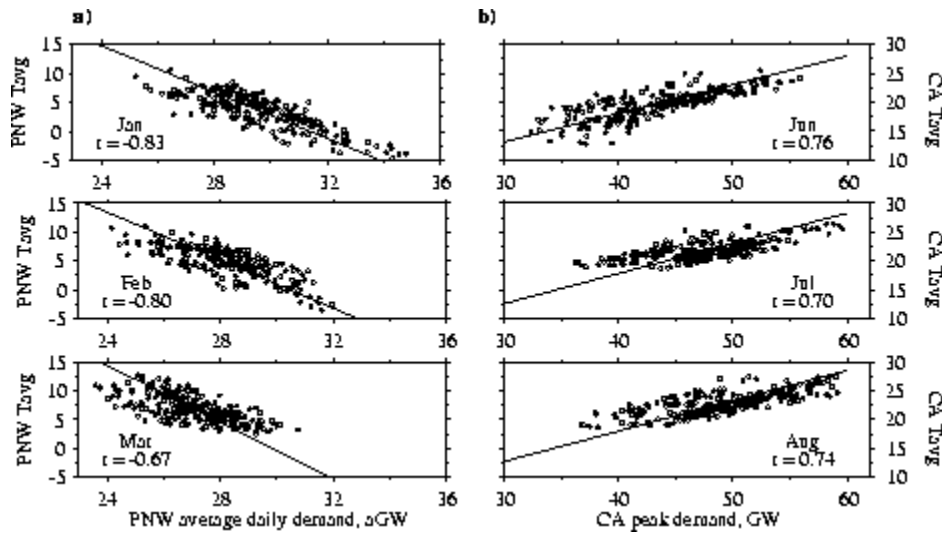 a)
b)
15
10
5
0
-5
PNW Tavg
Jan
r = -0.83
24
28
32
36
30
25
20
15
10
CA Tavg
Jun
r = 0.76
30
40
50
60
15
10
5
0
-5
PNW Tavg
Feb
r = -0.80
24
28
32
36
30
25
20
15
10
CA Tavg
Jul
r = 0.70
30
40
50
60
15
10
5
0
-5
PNW Tavg
Mar
r = -0.67
24
28
32
36
PNW average daily demand, aGW
30
25
20
15
10
CA Tavg
Aug
r = 0.74
30
40
50
60
CA peak demand, GW